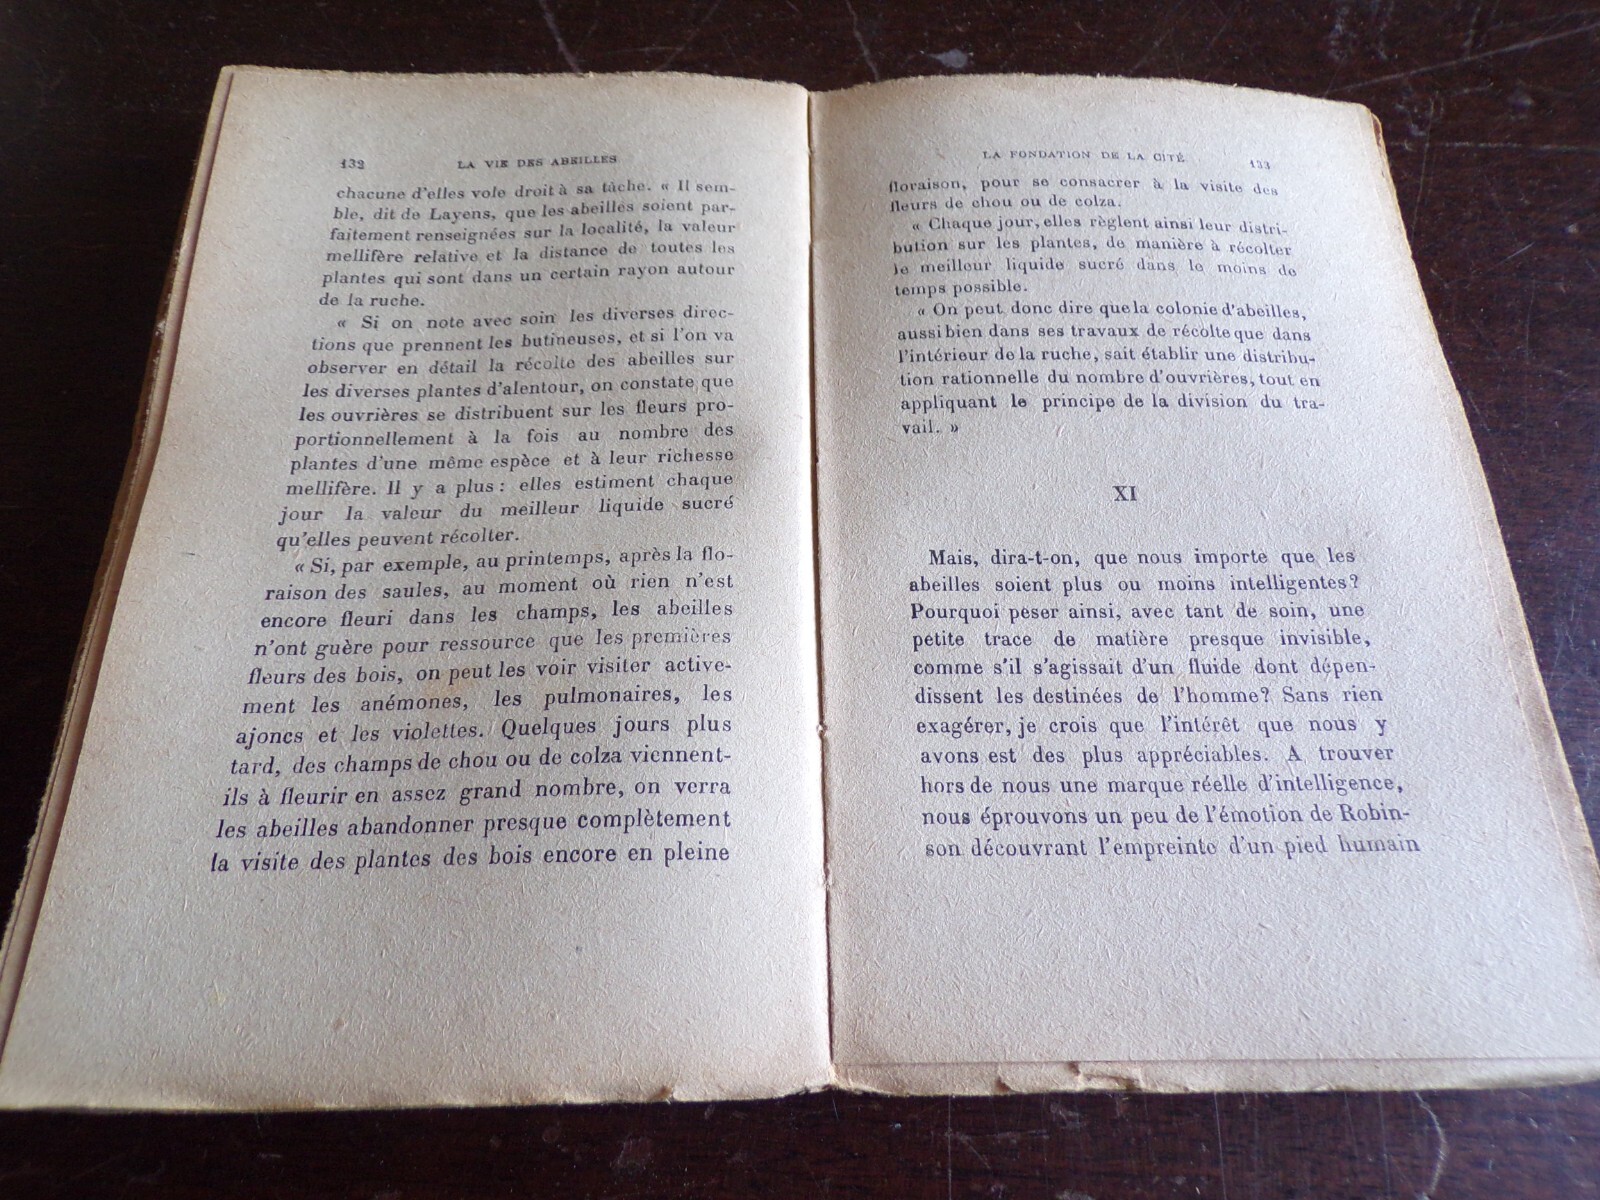 132 LA VIE DES ABEILLES
chacune d'elles vole droit à sa tâche. « Il sem-
ble, dit de Layens, que les abeilles soient par-
faitement renseignées sur la localité, la valeur
mellifère relative et la distance de toutes les
plantes qui sont dans un certain rayon autour
de la ruche.
« Si on note avec soin les diverses direc-
tions que prennent les butineuses, et si l'on va
observer en détail la récolte des abeilles sur
les diverses plantes d'alentour, on constate que
les ouvrières se distribuent sur les fleurs pro-
portionnellement à la fois au nombre des
plantes d'une même espèce et à leur richesse
mellifère. Il y a plus : elles estiment chaque
jour la valeur du meilleur liquide sucré
qu'elles peuvent récolter.
« Si, par exemple, au printemps, après la flo-
raison des saules, au moment où rien n'est
encore fleuri dans les champs, les abeilles
n'ont guère pour ressource que les premières
fleurs des bois, on peut les voir visiter active-
ment les anémones, les pulmonaires, les
ajoncs et les violettes. Quelques jours plus
tard, des champs de chou ou de colza viennent-
ils à fleurir en assez grand nombre, on verra
les abeilles abandonner presque complètement
la visite des plantes des bois encore en pleine
LA FONDATION DE LA CITÉ 133
floraison, pour se consacrer à la visite des
fleurs de chou ou de colza.
« Chaque jour, elles règlent ainsi leur distri-
bution sur les plantes, de manière à récolter
le meilleur liquide sucré dans le moins de
temps possible.
« On peut donc dire que la colonie d'abeilles,
aussi bien dans ses travaux de récolte que dans
l'intérieur de la ruche, sait établir une distribu-
tion rationnelle du nombre d'ouvrières, tout en
appliquant le principe de la division du tra-
vail. »
XI
Mais, dira-t-on, que nous importe que les
abeilles soient plus ou moins intelligentes?
Pourquoi peser ainsi, avec tant de soin, une
petite trace de matière presque invisible,
comme s'il s'agissait d'un fluide dont dépen-
dissent les destinées de l'homme? Sans rien
exagérer, je crois que l'intérêt que nous y
avons est des plus appréciables. A trouver
hors de nous une marque réelle d'intelligence,
nous éprouvons un peu de l'émotion de Robin-
son découvrant l'empreinte d'un pied humain